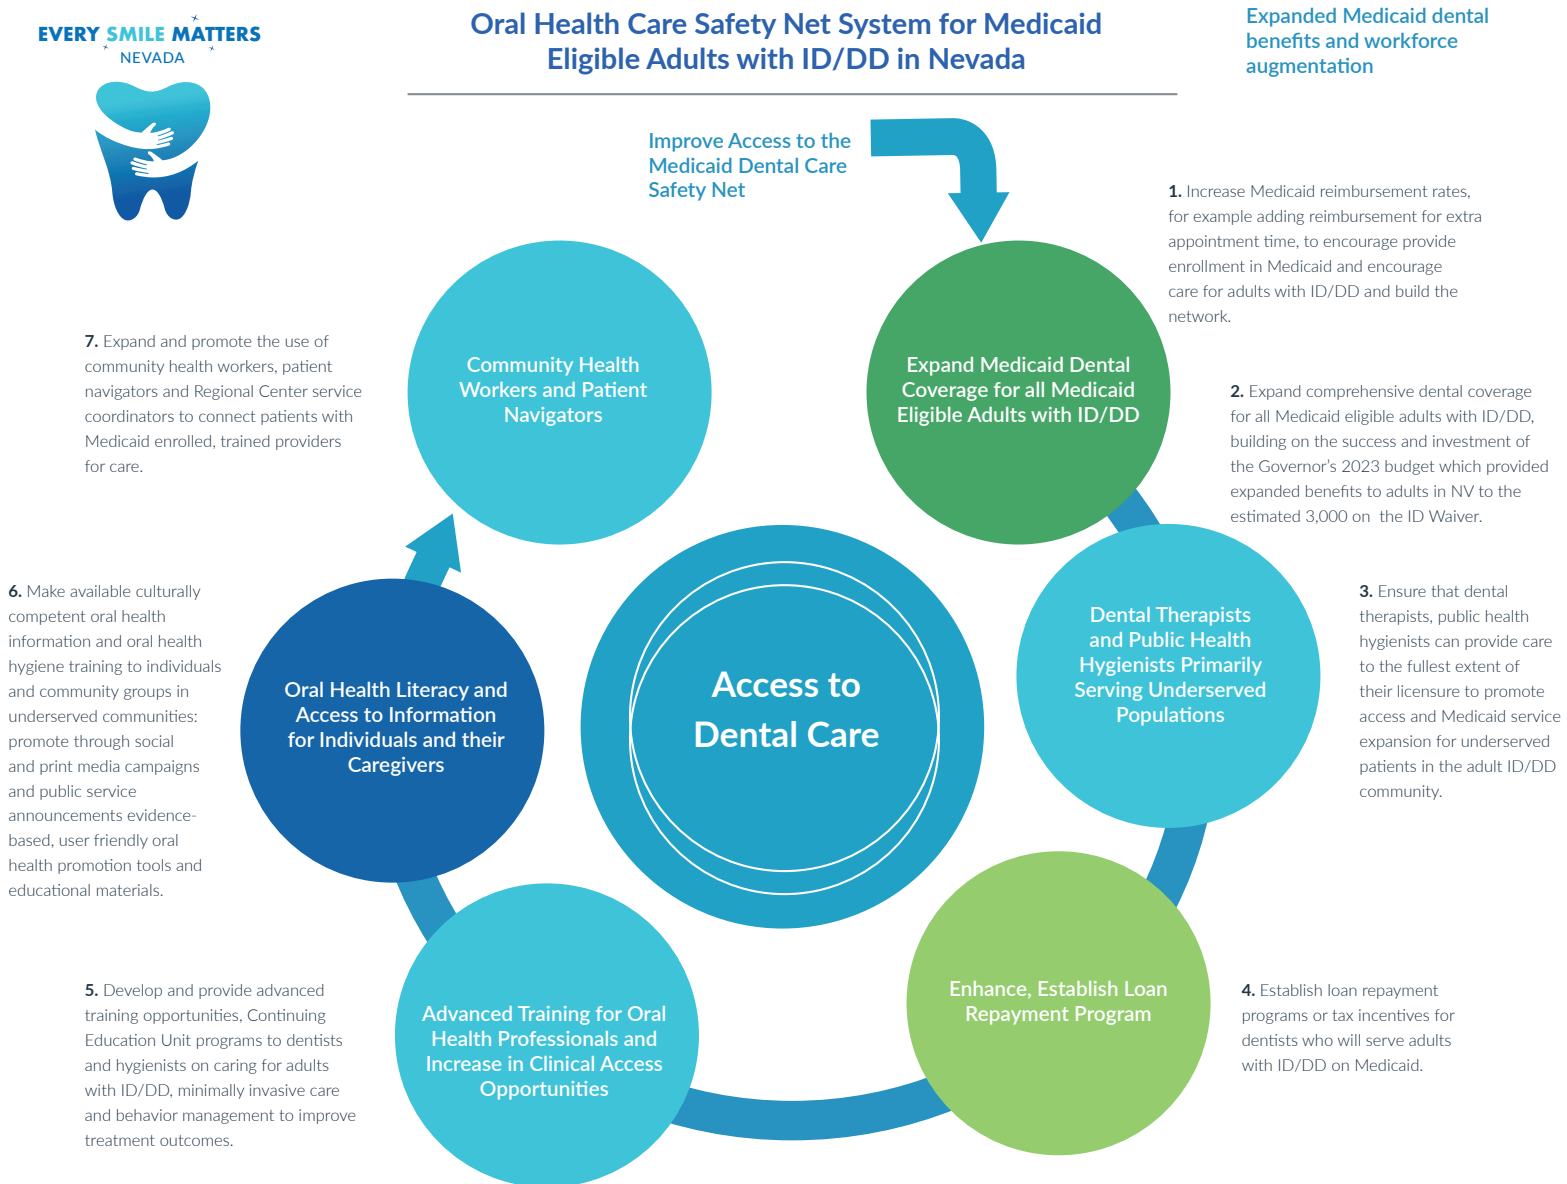 EVERY SMILE MATTERS
NEVADA
Oral Health Care Safety Net System for Medicaid
Eligible Adults with ID/DD in Nevada
Expanded Medicaid dental
benefits and workforce
augmentation
Improve Access to the
Medicaid Dental Care
Safety Net
1. Increase Medicaid reimbursement rates,
for example adding reimbursement for extra
appointment time, to encourage provide
enrollment in Medicaid and encourage
care for adults with ID/DD and build the
network.
Expand Medicaid Dental
Coverage for all Medicaid
Eligible Adults with ID/DD
2. Expand comprehensive dental coverage
for all Medicaid eligible adults with ID/DD,
building on the success and investment of
the Governor's 2023 budget which provided
expanded benefits to adults in NV to the
estimated 3,000 on the ID Waiver.
Dental Therapists
and Public Health
Hygienists Primarily
Serving Underserved
Populations
3. Ensure that dental
therapists, public health
hygienists can provide care
to the fullest extent of
their licensure to promote
access and Medicaid service
expansion for underserved
patients in the adult ID/DD
community.
Enhance, Establish Loan
Repayment Program
4. Establish loan repayment
programs or tax incentives for
dentists who will serve adults
with ID/DD on Medicaid.
Advanced Training for Oral
Health Professionals and
Increase in Clinical Access
Opportunities
5. Develop and provide advanced
training opportunities, Continuing
Education Unit programs to dentists
and hygienists on caring for adults
with ID/DD, minimally invasive care
and behavior management to improve
treatment outcomes.
Oral Health Literacy and
Access to Information
for Individuals and their
Caregivers
6. Make available culturally
competent oral health
information and oral health
hygiene training to individuals
and community groups in
underserved communities:
promote through social
and print media campaigns
and public service
announcements evidence-
based, user friendly oral
health promotion tools and
educational materials.
Community Health
Workers and Patient
Navigators
7. Expand and promote the use of
community health workers, patient
navigators and Regional Center service
coordinators to connect patients with
Medicaid enrolled, trained providers
for care.
Access to
Dental Care